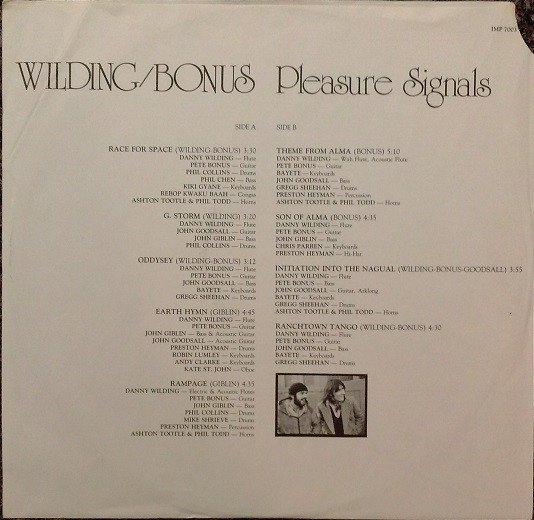 IMP 7003
WILDING/BONUS Pleasure Signals
SIDE A
RACE FOR SPACE (WILDING-BONUS) 3:30
DANNY WILDING — Flute
PETE BONUS — Guitar
PHIL COLLINS — Drums
PHIL CHEN — Bass
KIKI GYANE — Keyboards
REBOP KWAKU BAAH — Congas
ASHTON TOOTLE & PHIL TODD — Horns
G. STORM (WILDING) 3:20
DANNY WILDING — Flute
JOHN GOODSALL — Guitar
JOHN GIBLIN — Bass
PHIL COLLINS — Drums
ODDYSEY (WILDING-BONUS) 3:12
DANNY WILDING — Flute
PETE BONUS — Guitar
JOHN GOODSALL — Bass
BAYETE — Keyboards
GREGG SHEEHAN — Drums
EARTH HYMN (GIBLIN) 4:45
DANNY WILDING — Flute
PETE BONUS — Guitar
JOHN GIBLIN — Bass & Acoustic Guitar
JOHN GOODSALL — Acoustic Guitar
PRESTON HEYMAN — Drums
ROBIN LUMLEY — Keyboards
ANDY CLARKE — Keyboards
KATE ST. JOHN — Oboe
RAMPAGE (GIBLIN) 4:35
DANNY WILDING — Electric & Acoustic Flutes
PETE BONUS — Guitar
JOHN GIBLIN — Bass
PHIL COLLINS — Drums
MIKE SHRIEVE — Drums
PRESTON HEYMAN — Percussion
ASHTON TOOTLE & PHIL TODD — Horns
SIDE B
THEME FROM ALMA (BONUS) 5:10
DANNY WILDING — Wah Flute, Acoustic Flute
PETE BONUS — Guitar
BAYETE — Keyboards
JOHN GOODSALL — Bass
GREGG SHEEHAN — Drums
PRESTON HEYMAN — Percussion
ASHTON TOOTLE & PHIL TODD — Horns
SON OF ALMA (BONUS) 4:35
DANNY WILDING — Flute
PETE BONUS — Guitar
JOHN GIBLIN — Bass
CHRIS PARREN — Keyboards
PRESTON HEYMAN — Hi-Hat
INITIATION INTO THE NAGUAL (WILDING-BONUS-GOODSALL) 3:55
DANNY WILDING — Flute
PETE BONUS — Bass
JOHN GOODSALL — Guitar,
BAYETE — Keyboards
GREGG SHEEHAN — Drums
ASHTON TOOTLE & PHIL TODD — Horns
RANCHTOWN TANGO (WILDING-BONUS) 4:30
DANNY WILDING — Flute
PETE BONUS — Guitar
JOHN GOODSALL — Bass
BAYETE — Keyboards
GREGG SHEEHAN — Drums